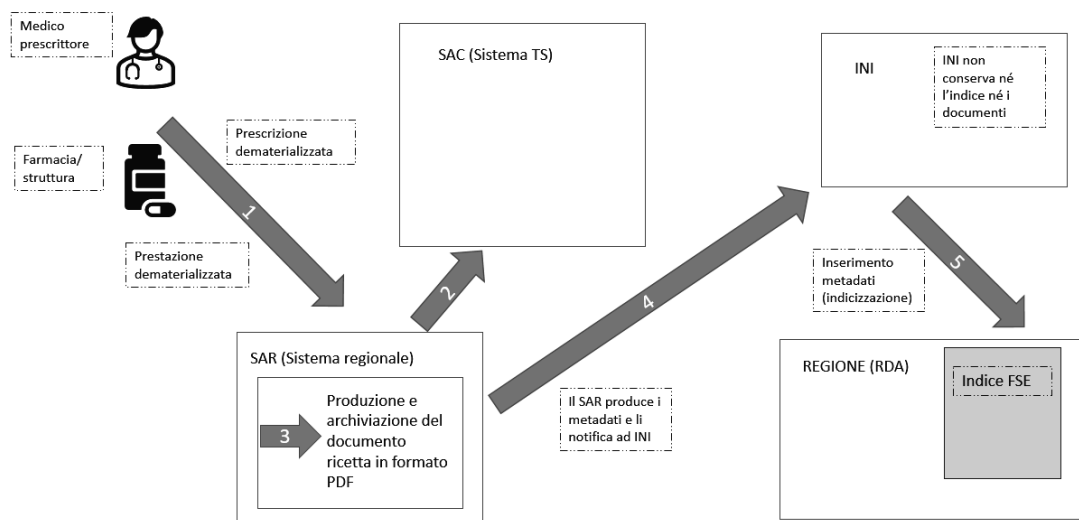 Medico
prescrittore
Farmacia/
struttura
Prescrizione
dematerializzata
1
Prestazione
dematerializzata
SAC (Sistema TS)
2
SAR (Sistema regionale)
3
Produzione e
archiviazione del
documento
ricetta in formato
PDF
4
Il SAR produce i
metadati e li
notifica ad INI
INI
INI non
conserva né
l'indice né i
documenti
5
Inserimento
metadati
(indicizzazione)
REGIONE (RDA)
Indice FSE